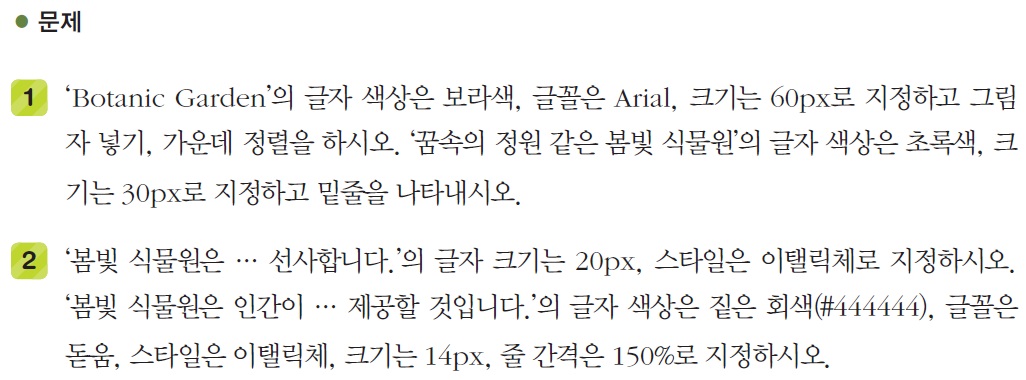 ● 문제
1 ‘Botanic Garden’의 글자 색상은 보라색, 글꼴은 Arial, 크기는 60px로 지정하고 그림
자 넣기, 가운데 정렬을 하시오. ‘꿈속의 정원 같은 봄빛 식물원’의 글자 색상은 초록색, 크
기는 30px로 지정하고 밑줄을 나타내시오.
2 ‘봄빛 식물원은 … 선사합니다.’의 글자 크기는 20px, 스타일은 이탤릭체로 지정하시오.
‘봄빛 식물원은 인간이 … 제공할 것입니다.’의 글자 색상은 짙은 회색(#444444), 글꼴은
돋움, 스타일은 이탤릭체, 크기는 14px, 줄 간격은 150%로 지정하시오.